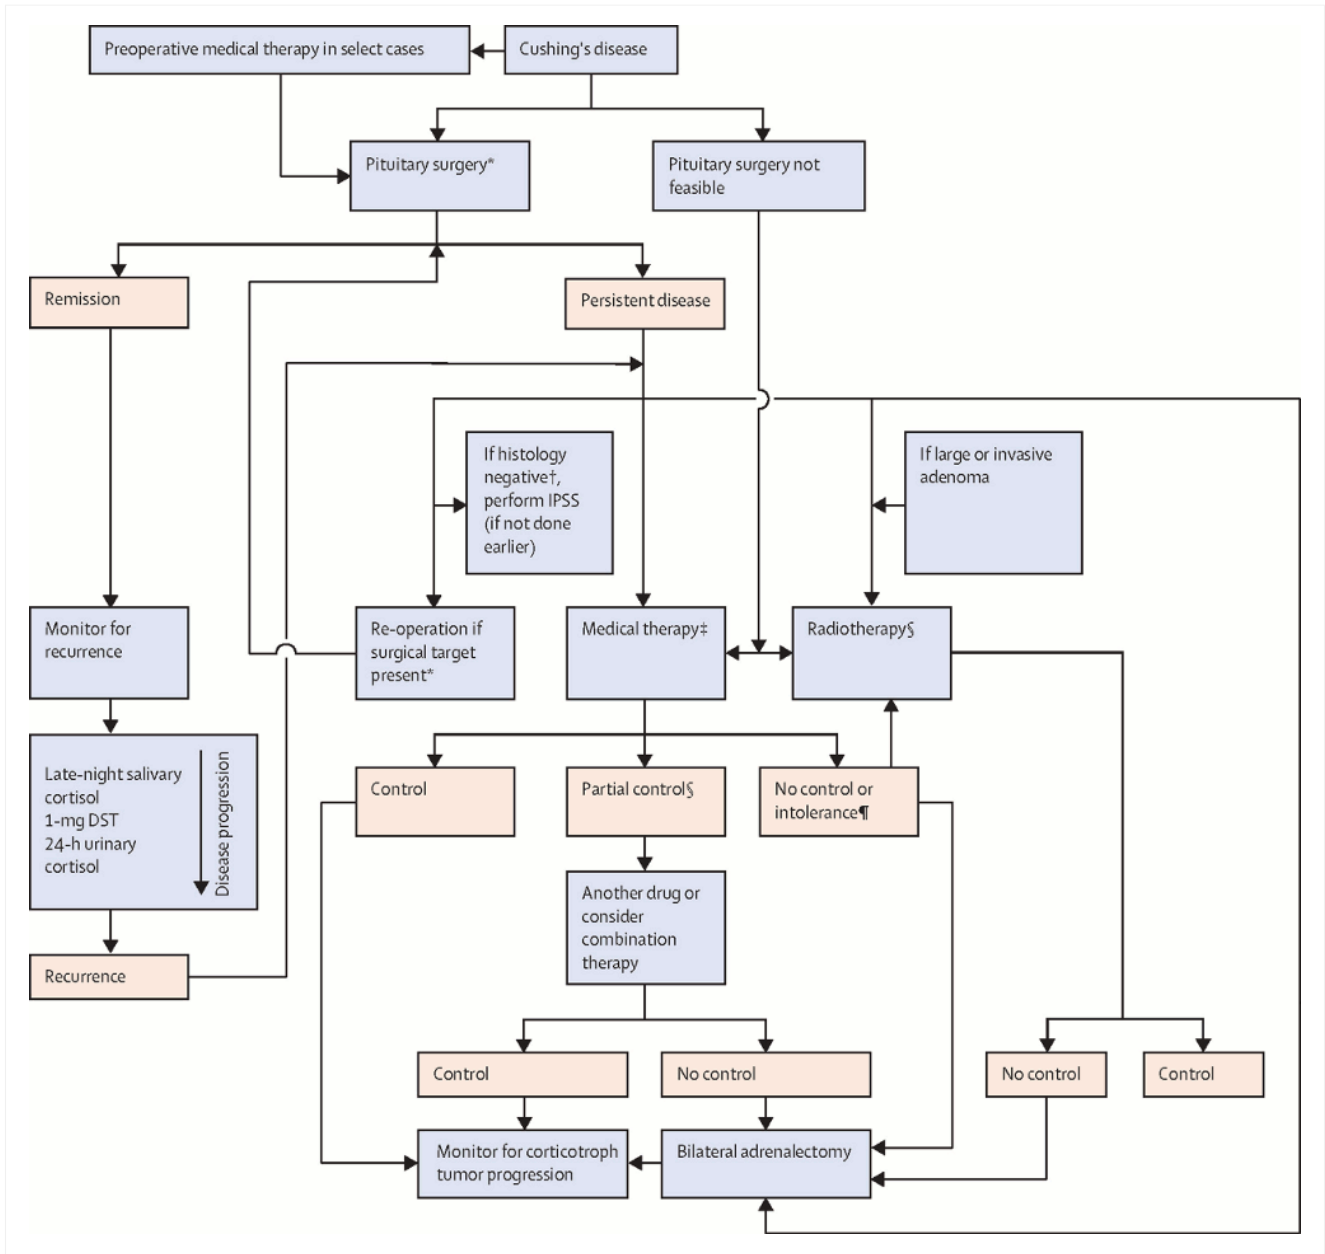 Preoperative medical therapy in select cases
Cushing's disease
Pituitary surgery*
Pituitary surgery not
feasible
Remission
Persistent disease
If histology
negative†,
perform IPSS
(if not done
earlier)
If large or invasive
adenoma
Monitor for
recurrence
Re-operation if
surgical target
present*
Medical therapy‡
Radiotherapy§
Late-night salivary
cortisol
1-mg DST
24-h urinary
cortisol
Disease progression
Control
Partial control§
No control or
intolerance¶
Another drug or
consider
combination
therapy
Recurrence
Control
No control
No control
Control
Monitor for corticotroph
tumor progression
Bilateral adrenalectomy